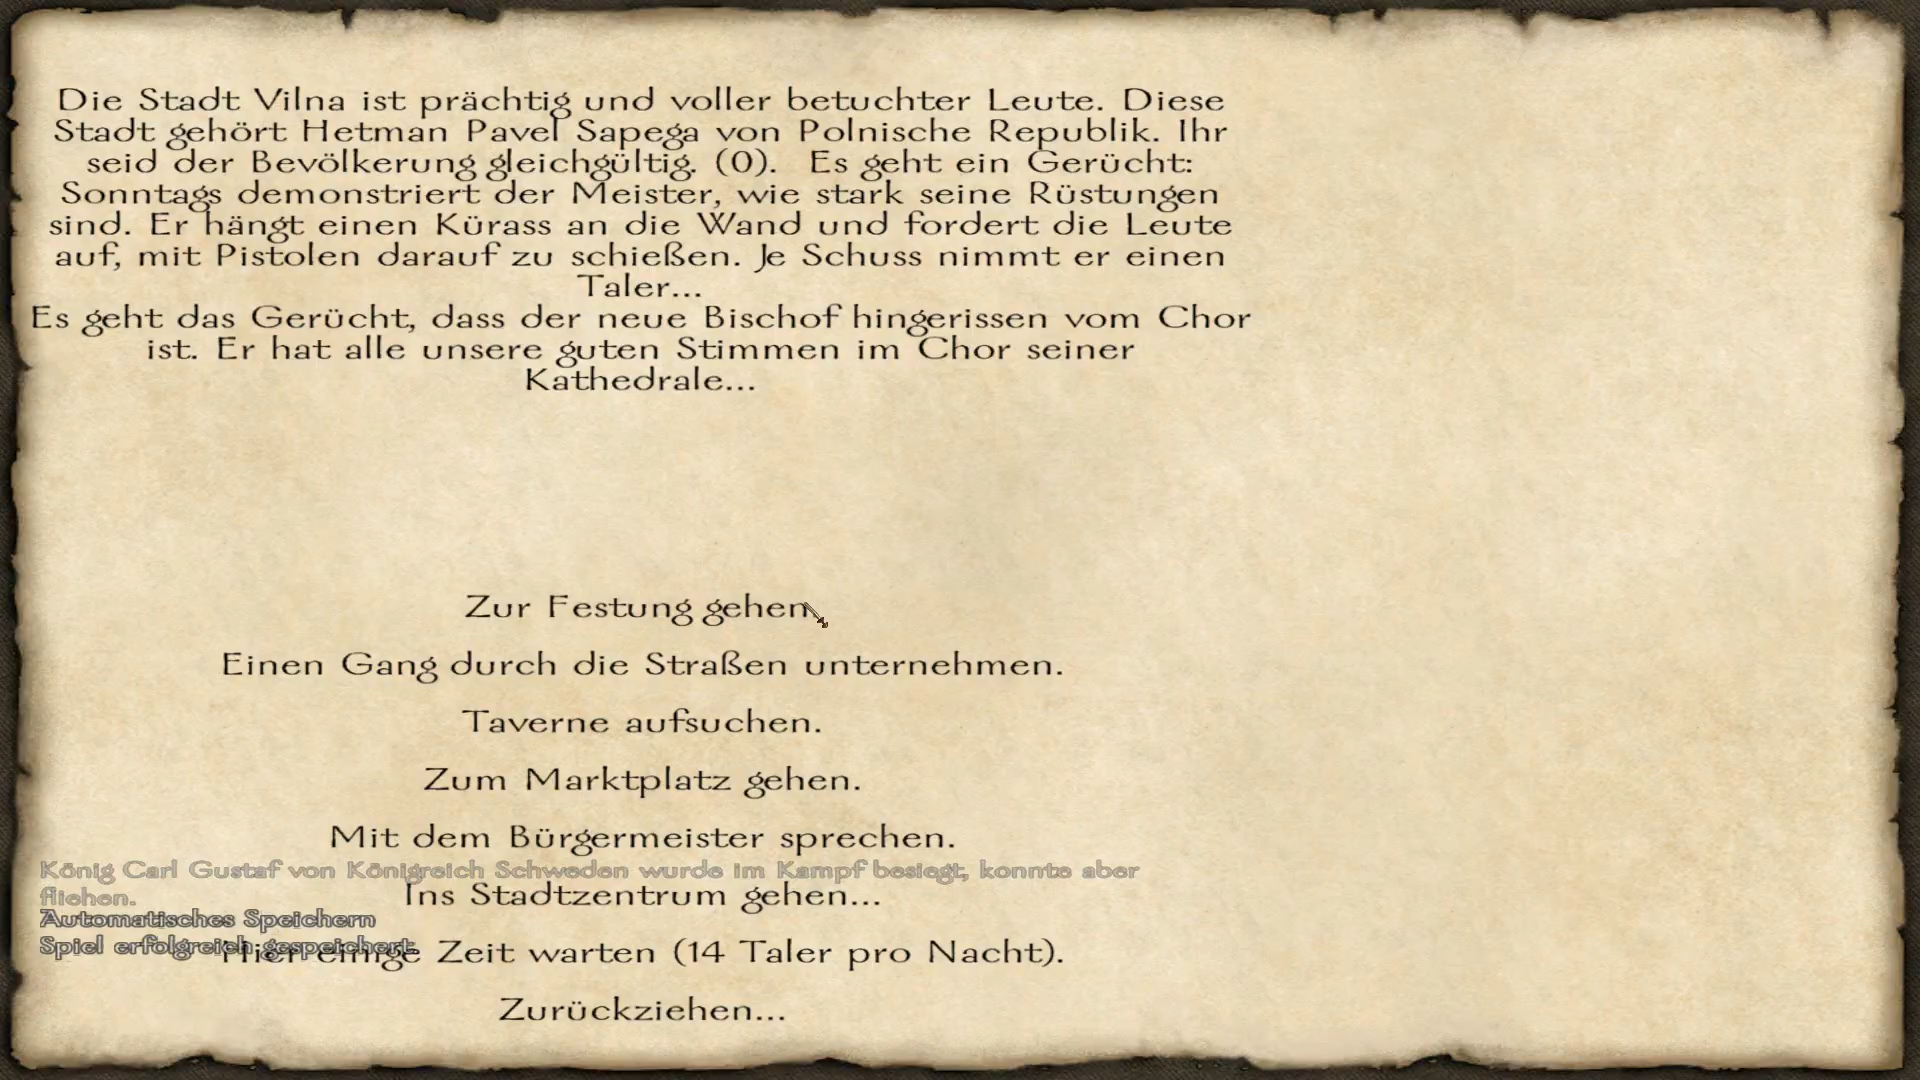 Die Stadt Vilna ist prächtig und voller betuchter Leute. Diese
Stadt gehört Hetman Pavel Sapega von Polnische Republik. Ihr
seid der Bevölkerung gleichgültig. (0).  Es geht ein Gerücht:
Sonntags demonstriert der Meister, wie stark seine Rüstungen
sind. Er hängt einen Kürass an die Wand und fordert die Leute
auf, mit Pistolen darauf zu schießen. Je Schuss nimmt er einen
Taler...
Es geht das Gerücht, dass der neue Bischof hingerissen vom Chor
ist. Er hat alle unsere guten Stimmen im Chor seiner
Kathedrale...
Zur Festung gehen.
Einen Gang durch die Straßen unternehmen.
Taverne aufsuchen.
Zum Marktplatz gehen.
Mit dem Bürgermeister sprechen.
König Carl Gustaf von Königreich Schweden wurde im Kampf besiegt, konnte aber
fliehen.
Ins Stadtzentrum gehen...
Automatisches Speichern
Spiel erfolgreich gespeichert.
Hier einige Zeit warten (14 Taler pro Nacht).
Zurückziehen...